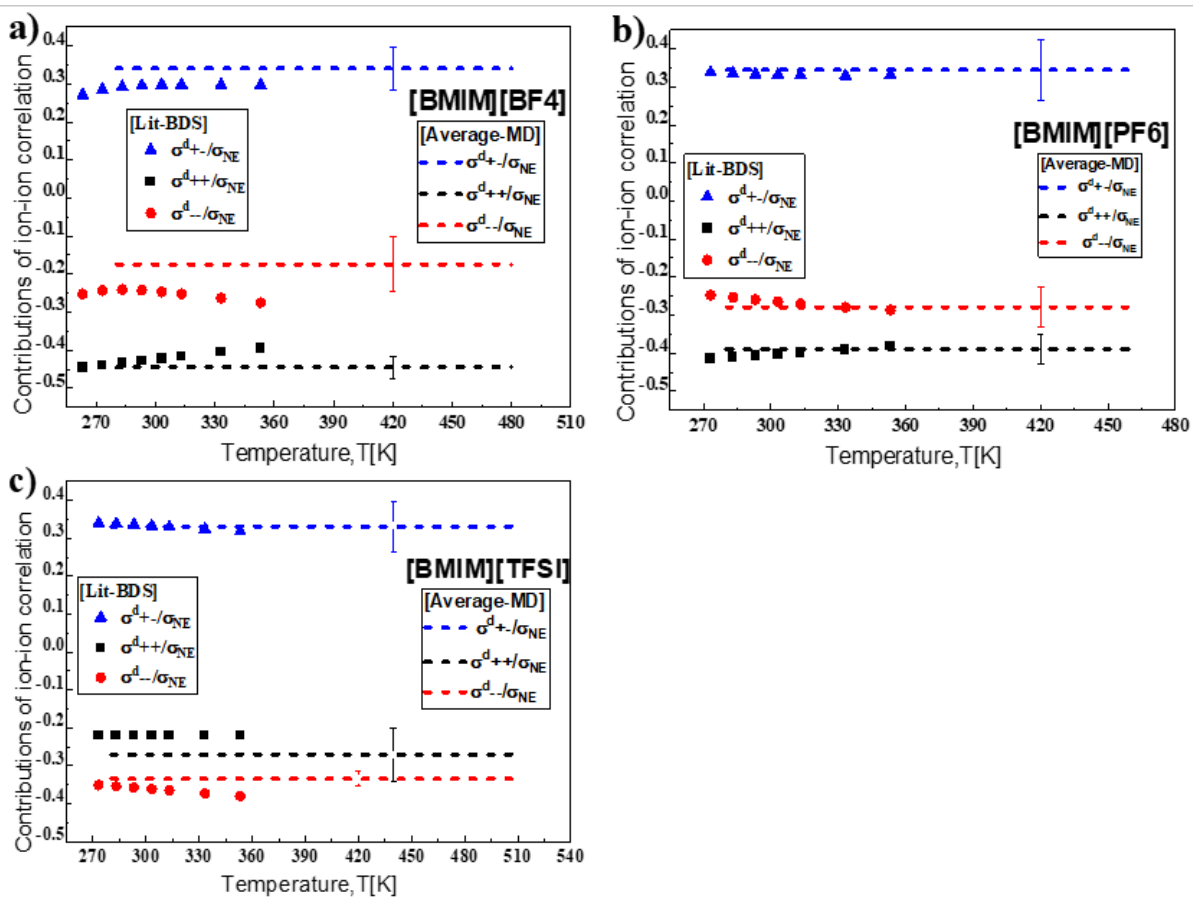 a)
Contributions of ion-ion correlation
0.4
0.3
0.2
0.1
0.0
-0.1
-0.2
-0.3
-0.4
-0.5
[BMIM][BF4]
[Lit-BDS]
σᵈ+-/σNE
σᵈ++/σNE
σᵈ--/σNE
[Average-MD]
σᵈ+-/σNE
σᵈ++/σNE
σᵈ--/σNE
270 300 330 360 390 420 450 480 510
Temperature,T[K]
b)
Contributions of ion-ion correlation
0.4
0.3
0.2
0.1
0.0
-0.1
-0.2
-0.3
-0.4
-0.5
[BMIM][PF6]
[Lit-BDS]
σᵈ+-/σNE
σᵈ++/σNE
σᵈ--/σNE
[Average-MD]
σᵈ+-/σNE
σᵈ++/σNE
σᵈ--/σNE
270 300 330 360 390 420 450 480
Temperature,T[K]
c)
Contributions of ion-ion correlation
0.4
0.3
0.2
0.1
0.0
-0.1
-0.2
-0.3
-0.4
-0.5
[BMIM][TFSI]
[Lit-BDS]
σᵈ+-/σNE
σᵈ++/σNE
σᵈ--/σNE
[Average-MD]
σᵈ+-/σNE
σᵈ++/σNE
σᵈ--/σNE
270 300 330 360 390 420 450 480 510 540
Temperature,T[K]